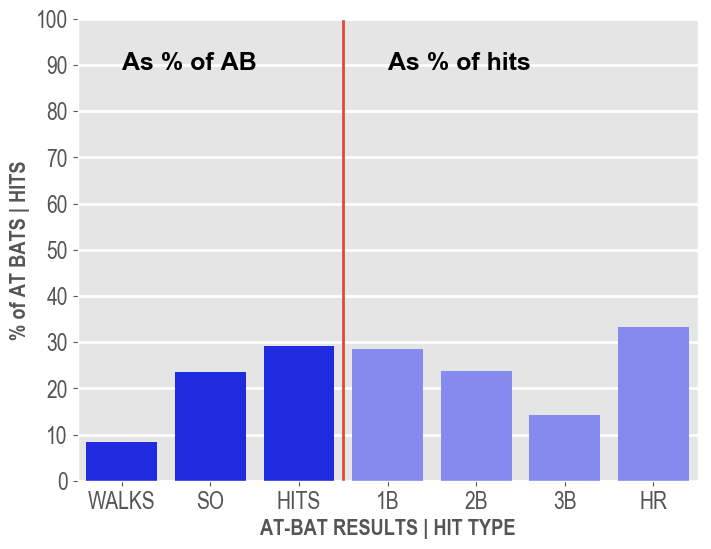 100
90
80
70
60
50
40
30
20
10
0
% of AT BATS | HITS
As % of AB
As % of hits
WALKS SO HITS 1B 2B 3B HR
AT-BAT RESULTS | HIT TYPE